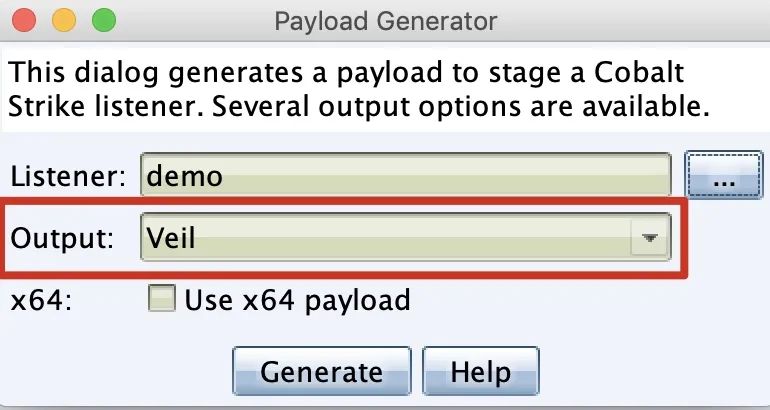 Payload Generator
This dialog generates a payload to stage a Cobalt
Strike listener. Several output options are available.
Listener: demo ...
Output: Veil
x64: Use x64 payload
Generate Help